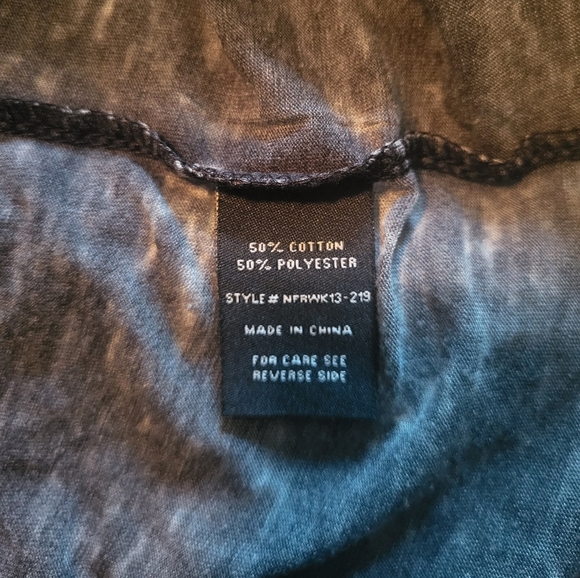 50% COTTON
50% POLYESTER
STYLE# NFRWK13-219
MADE IN CHINA
FOR CARE SEE
REVERSE SIDE